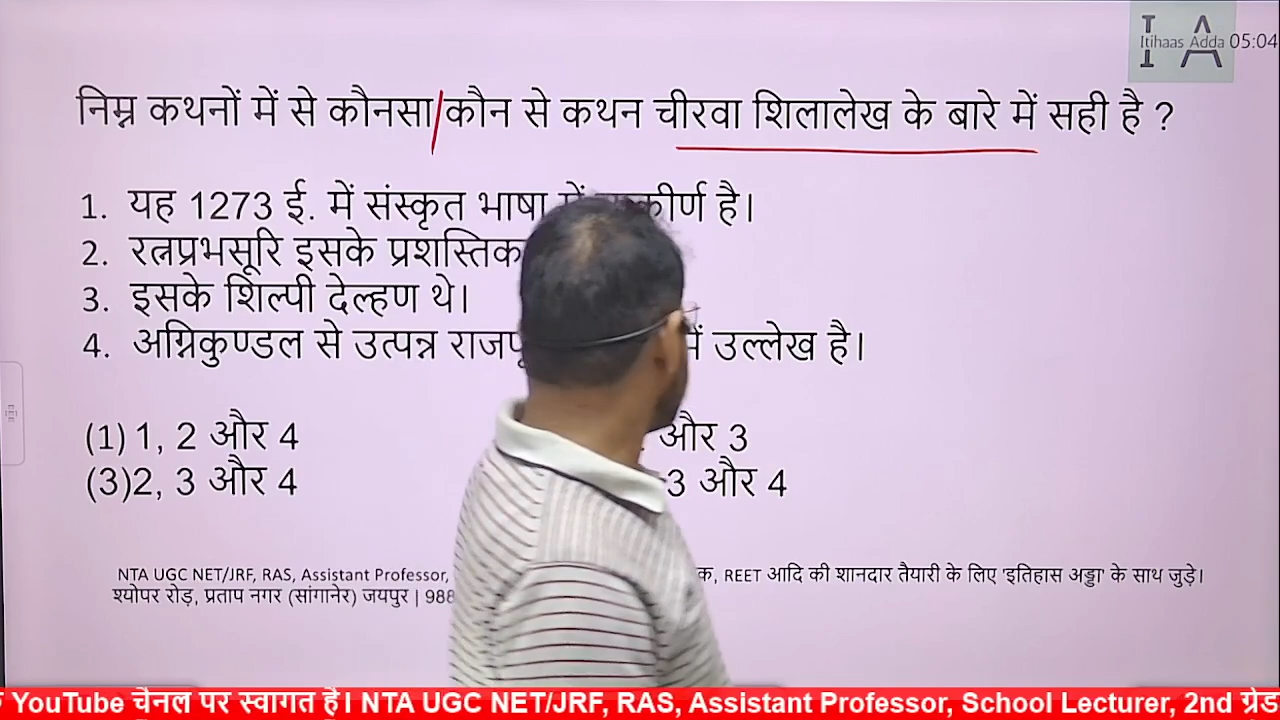 I A
Itihaas Adda 05:04
निम्न कथनों में से कौनसा/कौन से कथन चीरवा शिलालेख के बारे में सही है ?
1. यह 1273 ई. में संस्कृत भाषा में है।
2. रत्नप्रभसूरि इसके
3. इसके शिल्पी देल्हण थे।
4. अग्निकुण्डल से उत्पन्न में उल्लेख है।
(1) 1, 2 और 4 और 3
(3)2, 3 और 4 3 और 4
NTA UGC NET/JRF, RAS, Assistant Professor, REET आदि की शानदार तैयारी के लिए 'इतिहास अड्डा' के साथ जुड़े।
श्योपर रोड़, प्रताप नगर (सांगानेर) जयपुर | 988
YouTube चैनल पर स्वागत है। NTA UGC NET/JRF, RAS, Assistant Professor, School Lecturer, 2nd ग्रेड